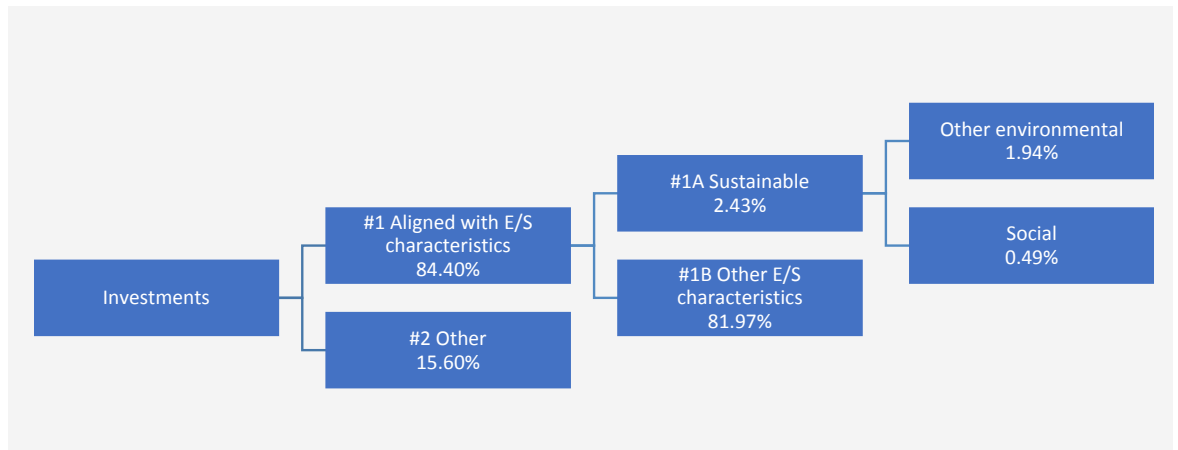 Investments
#1 Aligned with E/S
characteristics
84.40%
#2 Other
15.60%
#1A Sustainable
2.43%
#1B Other E/S
characteristics
81.97%
Other environmental
1.94%
Social
0.49%